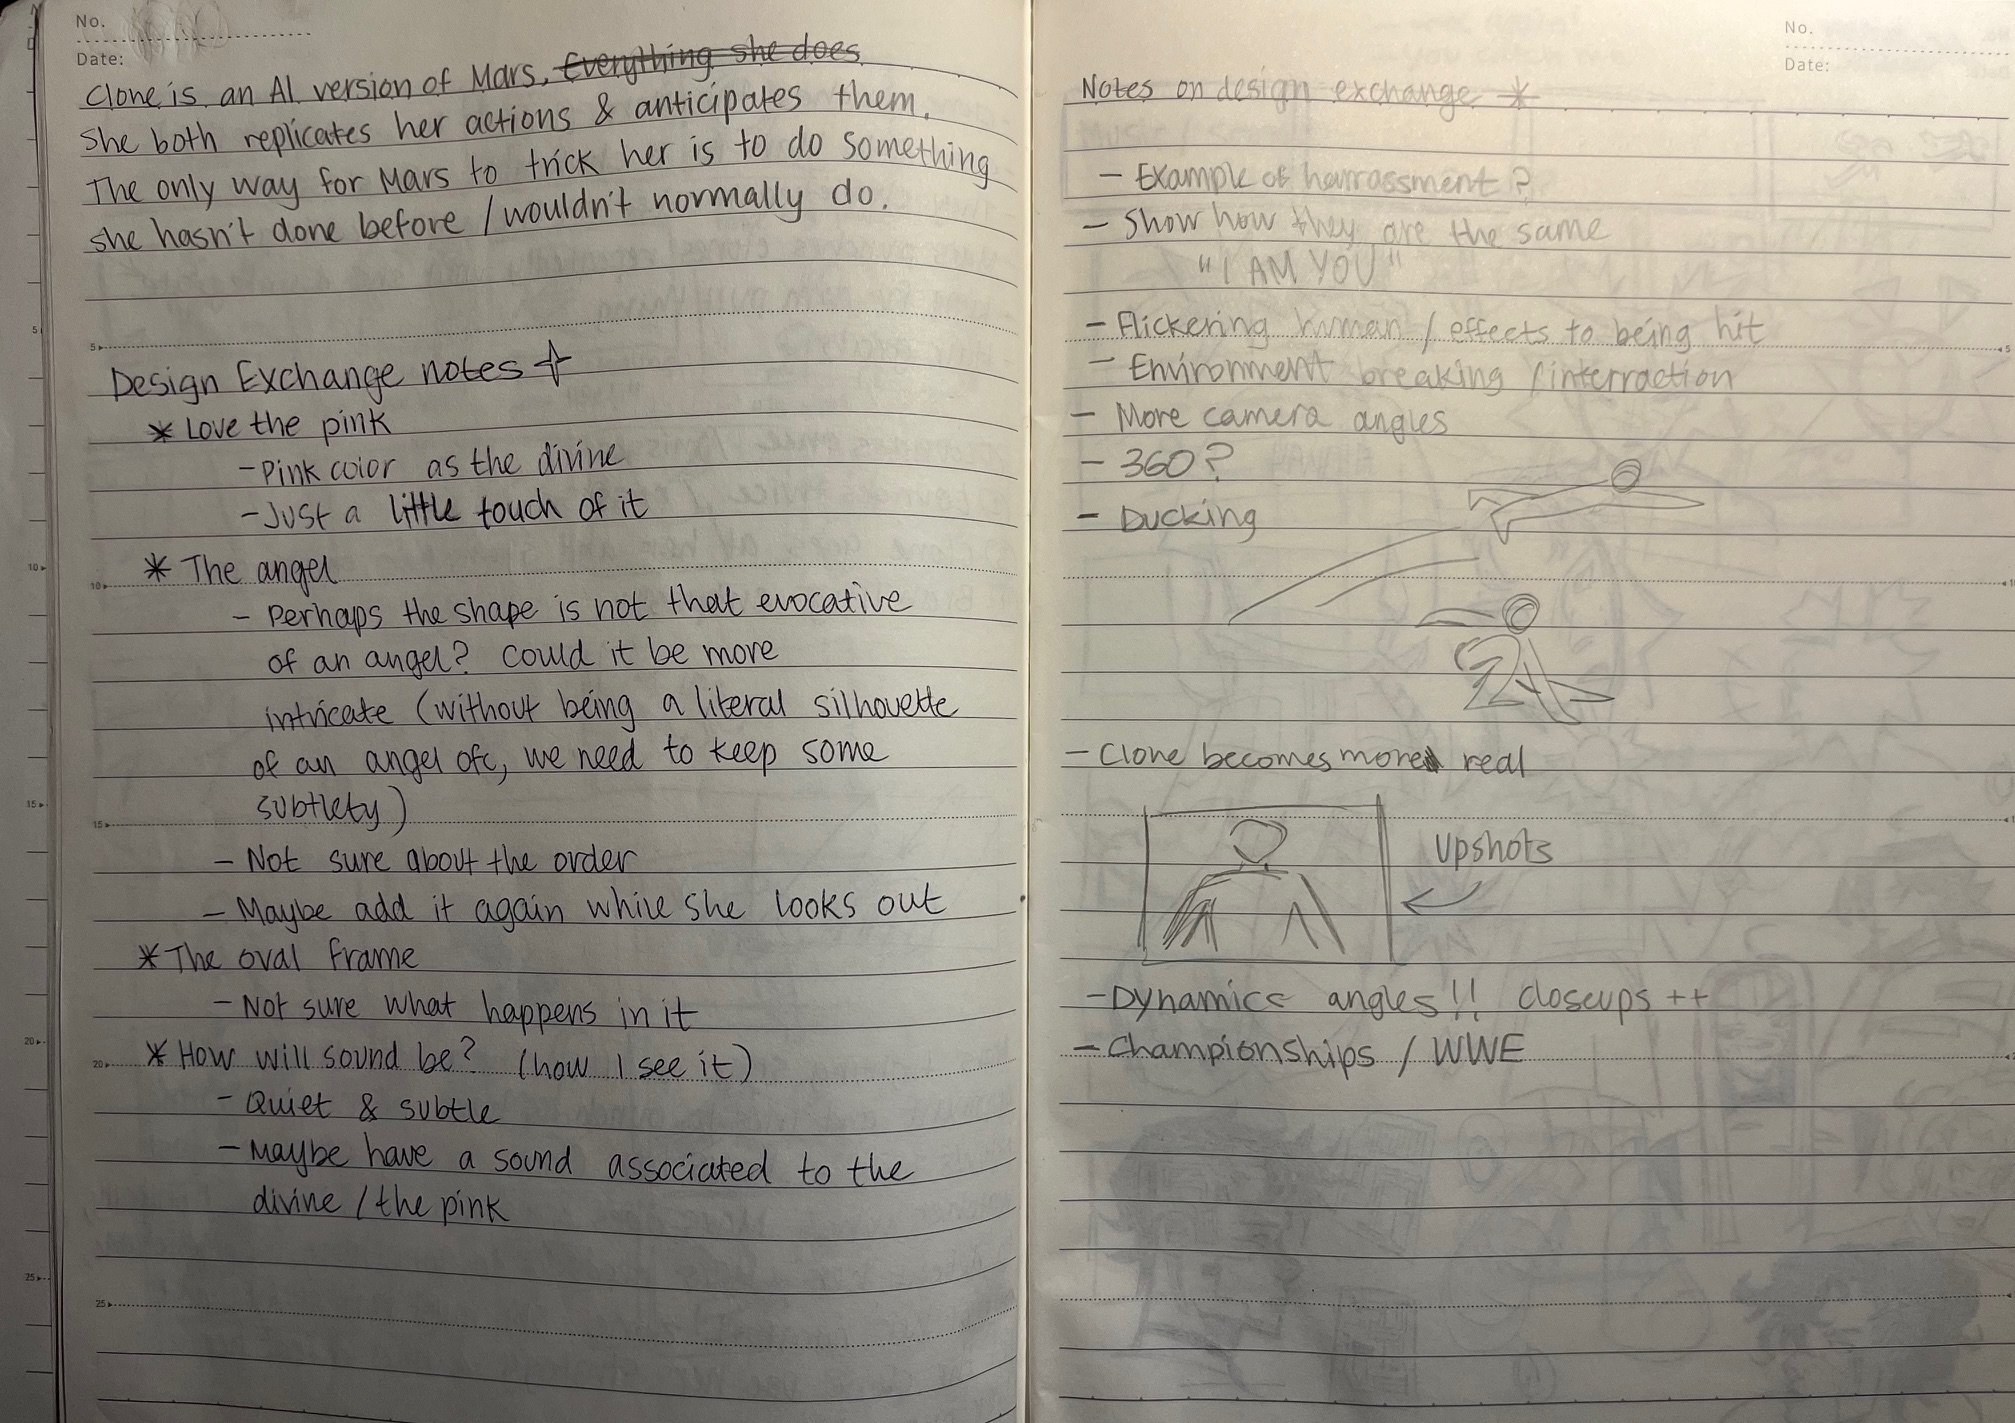 No.
Date:
Clone is an AI version of Mars. Everything she does
She both replicates her actions & anticipates them.
The only way for Mars to trick her is to do something
she hasn't done before / wouldn't normally do.
Design Exchange notes
* Love the pink
- Pink color as the divine
- Just a little touch of it
* The angel
- Perhaps the shape is not that evocative
of an angel? Could it be more
intricate (without being a literal silhouette
of an angel ofc, we need to keep some
subtlety)
- Not sure about the order
- Maybe add it again while she looks out
* The oval frame
- Not sure what happens in it
* How will sound be? (how I see it)
- Quiet & subtle
- Maybe have a sound associated to the
divine / the pink
5
10
15
20
25
5
10
15
20
25
No.
Date:
Notes on design exchange *
- Example of harrassment?
- Show how they are the same
"I AM YOU"
- Flickering human / effects to being hit
- Environment breaking / interraction
- More camera angles
- 360?
- Ducking
- Clone becomes more real
Upshots
- Dynamics angles!! closeups ++
- Championships / WWE